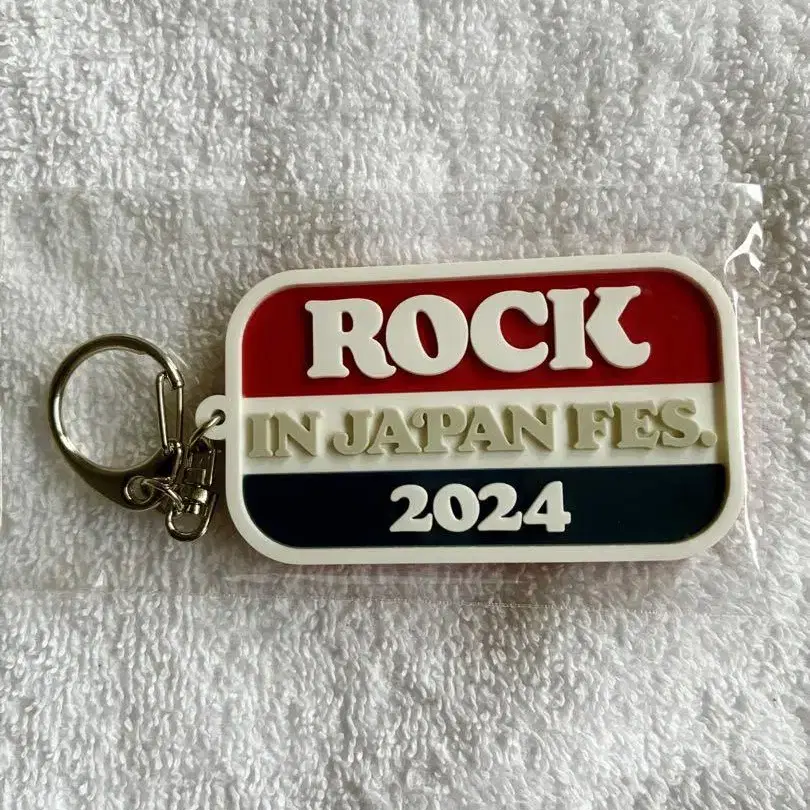 ROCK
IN JAPAN FES.
2024